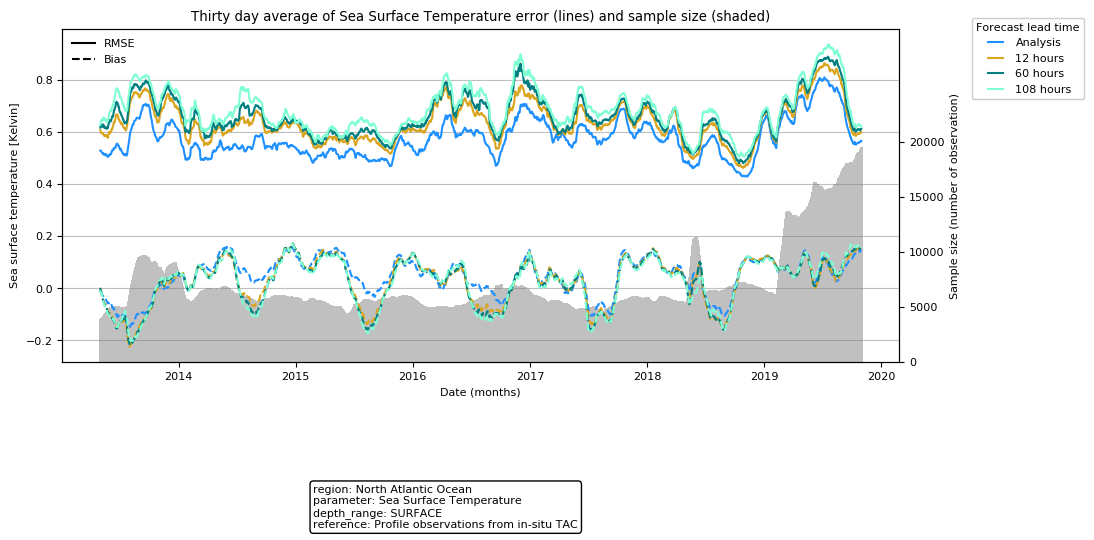 Thirty day average of Sea Surface Temperature error (lines) and sample size (shaded)
RMSE
Bias
Forecast lead time
Analysis
12 hours
60 hours
108 hours
Sea surface temperature [Kelvin]
0.8
0.6
0.4
0.2
0.0
−0.2
20000
15000
10000
5000
0
Sample size (number of observation)
2014 2015 2016 2017 2018 2019 2020
Date (months)
region: North Atlantic Ocean
parameter: Sea Surface Temperature
depth_range: SURFACE
reference: Profile observations from in-situ TAC